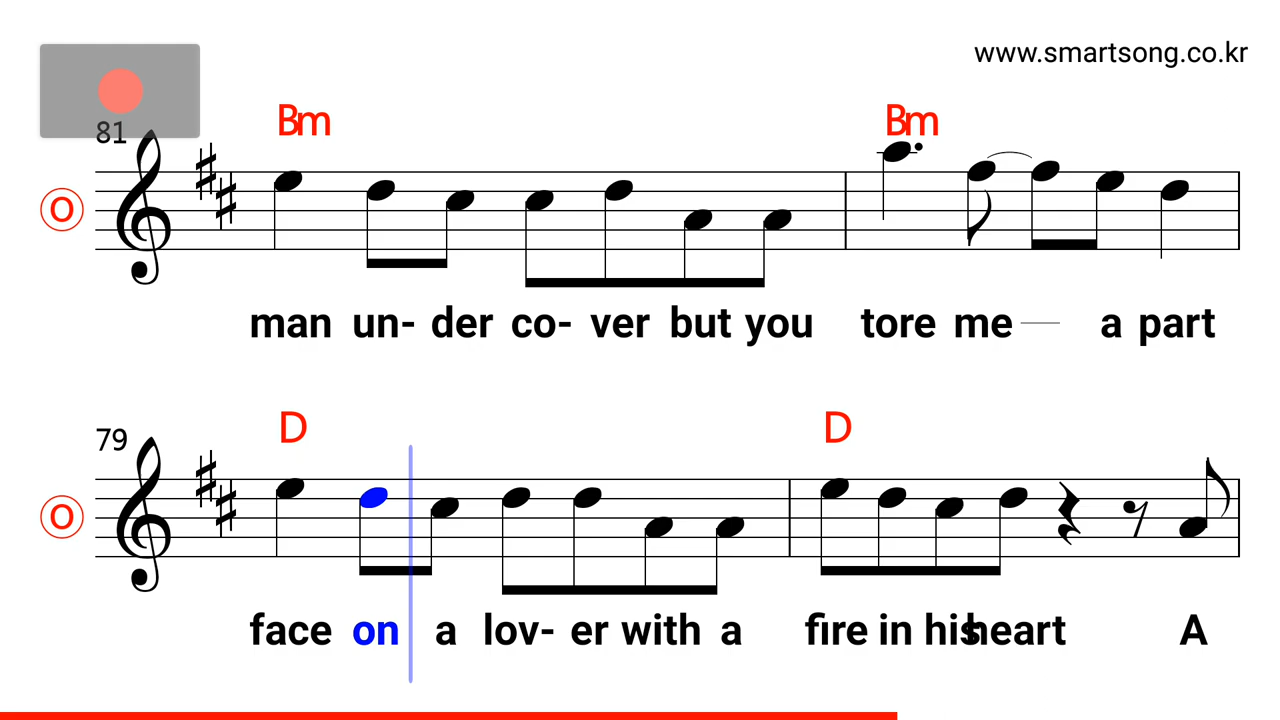 www.smartsong.co.kr
81
Bm Bm
O
man un- der co- ver but you tore me a part
79
D D
O
face on a lov- er with a fire in his heart A